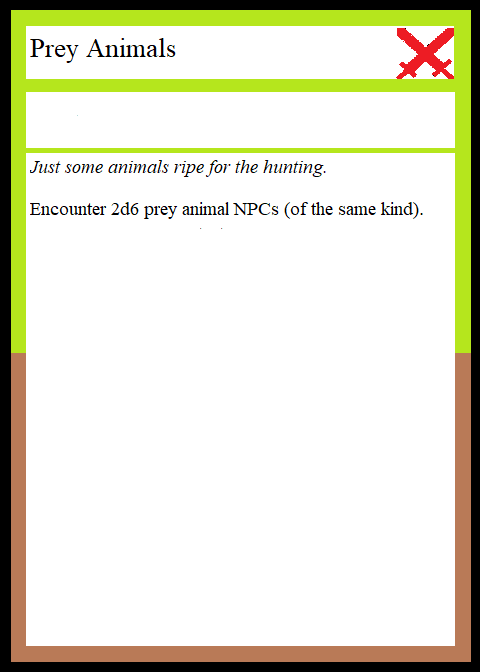 Prey Animals
Just some animals ripe for the hunting.
Encounter 2d6 prey animal NPCs (of the same kind).